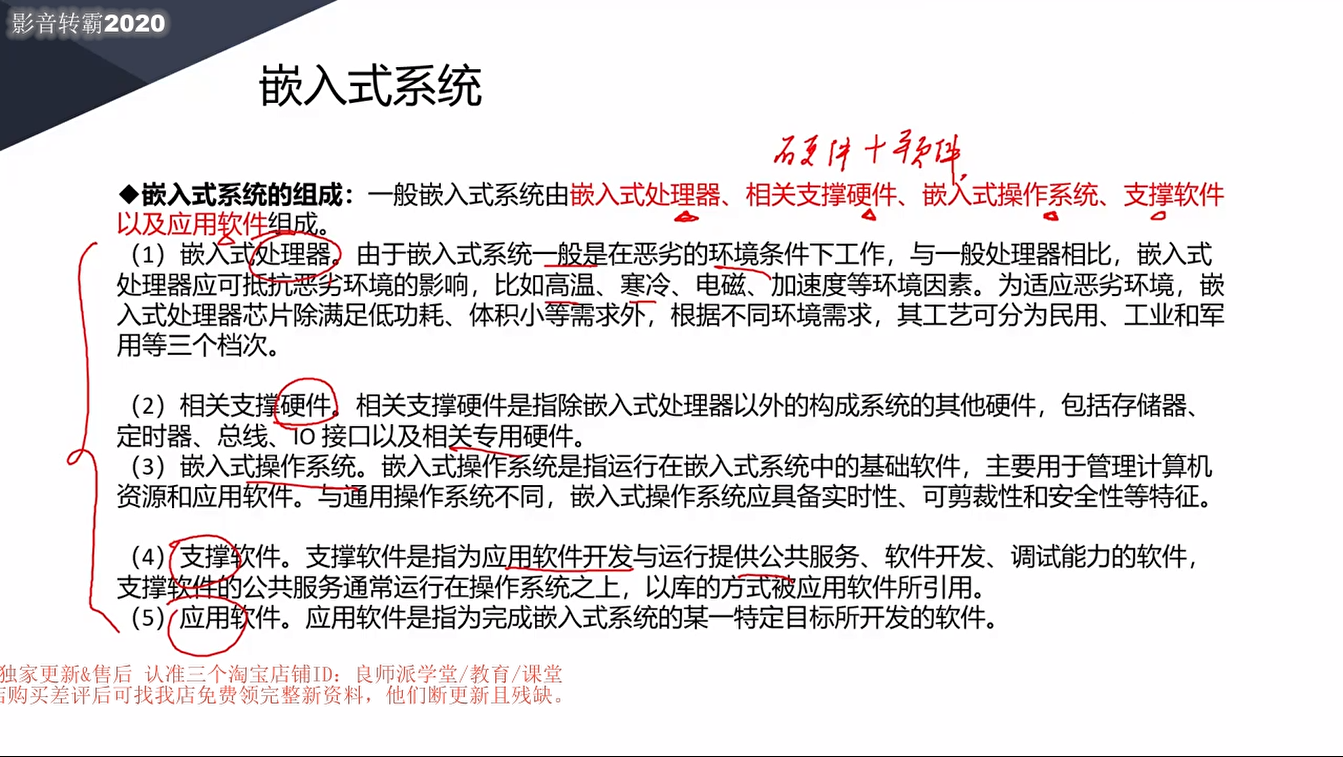 影音转霸2020
嵌入式系统
硬件+软件
◆嵌入式系统的组成：一般嵌入式系统由嵌入式处理器、相关支撑硬件、嵌入式操作系统、支撑软件
以及应用软件组成。
（1）嵌入式处理器。由于嵌入式系统一般是在恶劣的环境条件下工作，与一般处理器相比，嵌入式
处理器应可抵抗恶劣环境的影响，比如高温、寒冷、电磁、加速度等环境因素。为适应恶劣环境，嵌
入式处理器芯片除满足低功耗、体积小等需求外，根据不同环境需求，其工艺可分为民用、工业和军
用等三个档次。
（2）相关支撑硬件。相关支撑硬件是指除嵌入式处理器以外的构成系统的其他硬件，包括存储器、
定时器、总线、IO 接口以及相关专用硬件。
（3）嵌入式操作系统。嵌入式操作系统是指运行在嵌入式系统中的基础软件，主要用于管理计算机
资源和应用软件。与通用操作系统不同，嵌入式操作系统应具备实时性、可剪裁性和安全性等特征。
（4）支撑软件。支撑软件是指为应用软件开发与运行提供公共服务、软件开发、调试能力的软件，
支撑软件的公共服务通常运行在操作系统之上，以库的方式被应用软件所引用。
（5）应用软件。应用软件是指为完成嵌入式系统的某一特定目标所开发的软件。
独家更新&售后 认准三个淘宝店铺ID：良师派学堂/教育/课堂
店购买差评后可找我店免费领完整新资料，他们断更新且残缺。